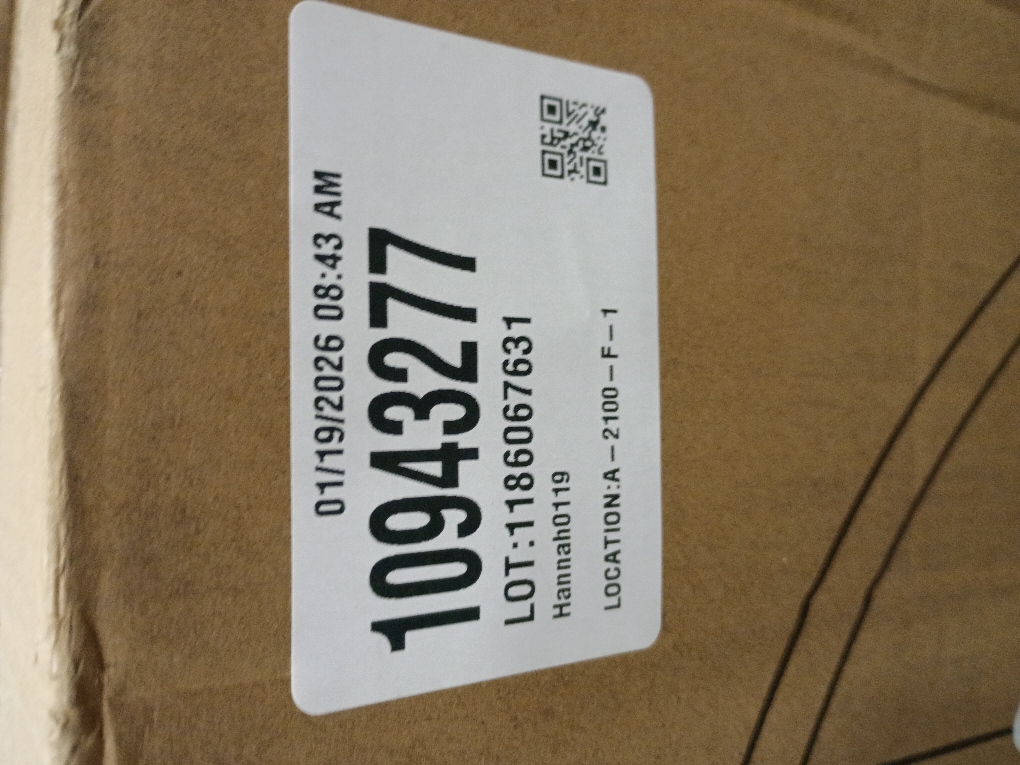 01/19/2026 08:43 AM
10943277
LOT:1186067631
Hannah0119
LOCATION:A-2100-F-1